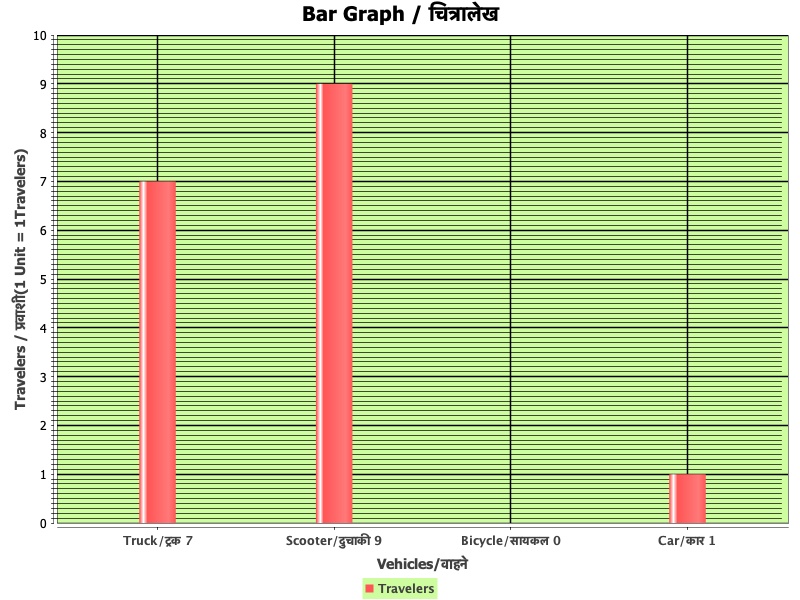 Bar Graph / चित्रालेख
Travelers / प्रवाशी(1 Unit = 1Travelers)
10
9
8
7
6
5
4
3
2
1
0
Truck/ट्रक 7 Scooter/दुचाकी 9 Bicycle/सायकल 0 Car/कार 1
Vehicles/वाहने
Travelers